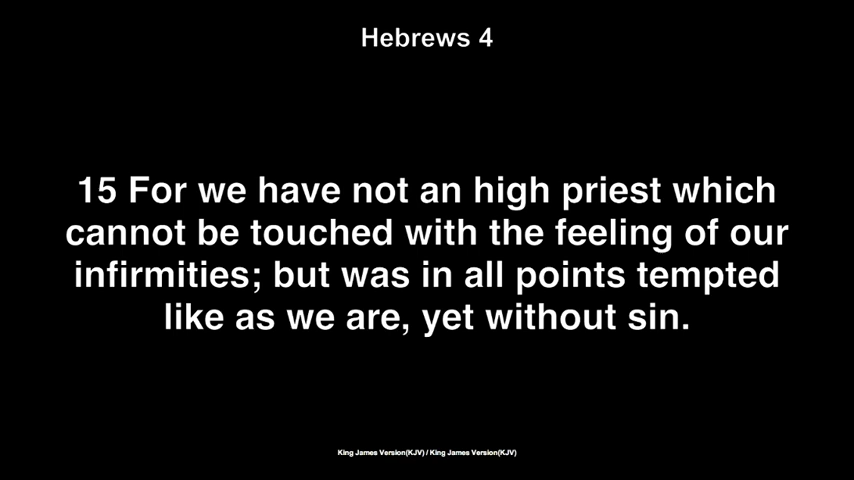 Hebrews 4
15 For we have not an high priest which
cannot be touched with the feeling of our
infirmities; but was in all points tempted
like as we are, yet without sin.
King James Version(KJV) / King James Version(KJV)